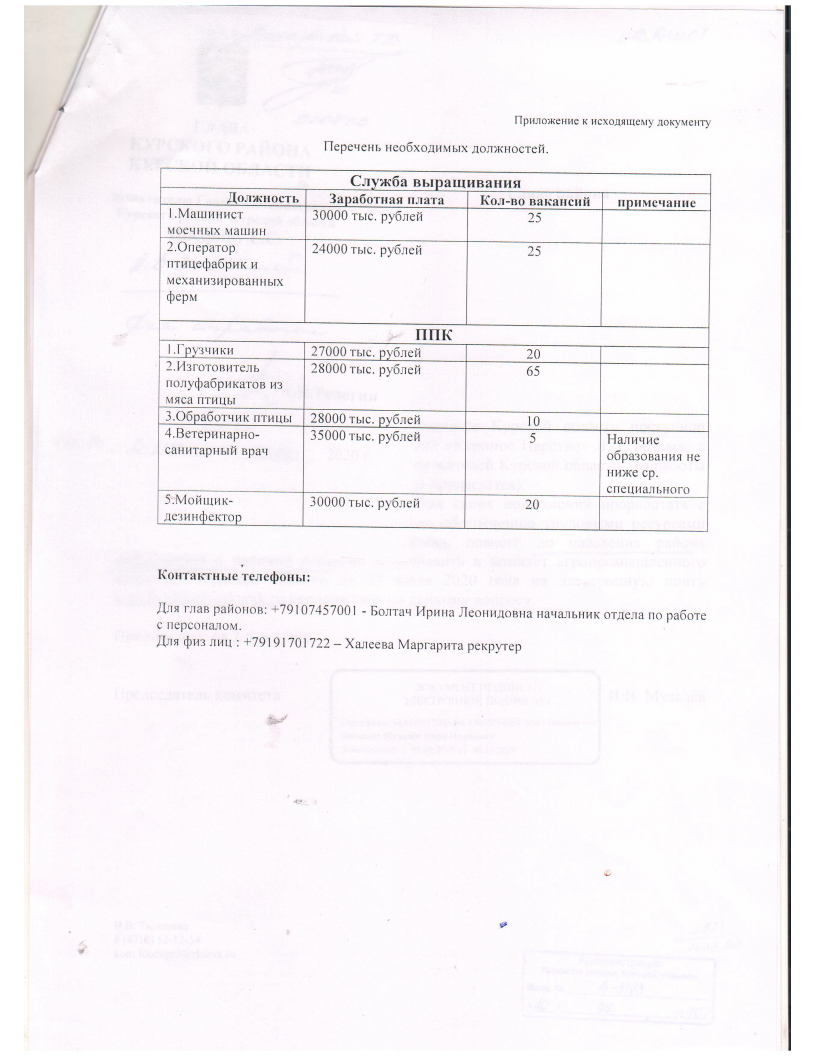 Приложение к исходящему документу
Перечень необходимых должностей.
Служба выращивания
Должность Заработная плата Кол-во вакансий примечание
1.Машинист моечных машин 30000 тыс. рублей 25
2.Оператор птицефабрик и механизированных ферм 24000 тыс. рублей 25
ППК
1.Грузчики 27000 тыс. рублей 20
2.Изготовитель полуфабрикатов из мяса птицы 28000 тыс. рублей 65
3.Обработчик птицы 28000 тыс. рублей 10
4.Ветеринарно-санитарный врач 35000 тыс. рублей 5 Наличие образования не ниже ср. специального
5.Мойщик-дезинфектор 30000 тыс. рублей 20
Контактные телефоны:
Для глав районов: +79107457001 - Болтач Ирина Леонидовна начальник отдела по работе
с персоналом.
Для физ лиц : +79191701722 – Халеева Маргарита рекрутер